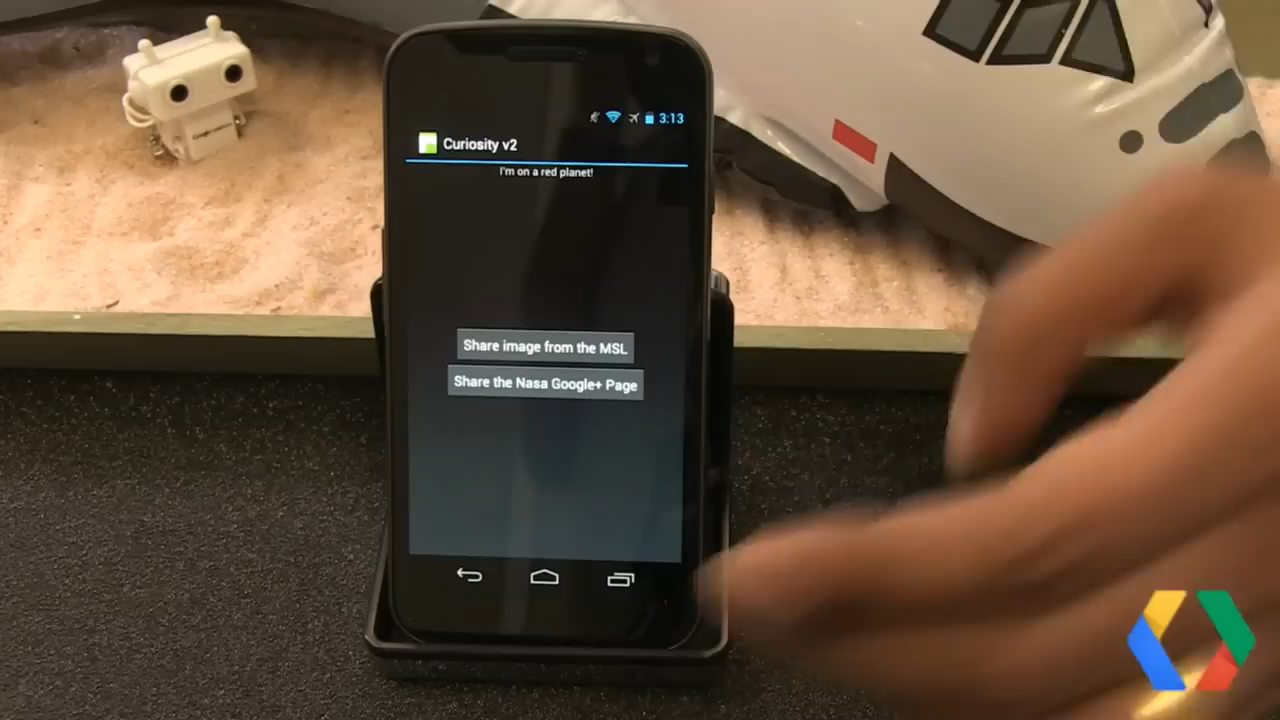 3:13
Curiosity v2
I'm on a red planet!
Share image from the MSL
Share the Nasa Google+ Page